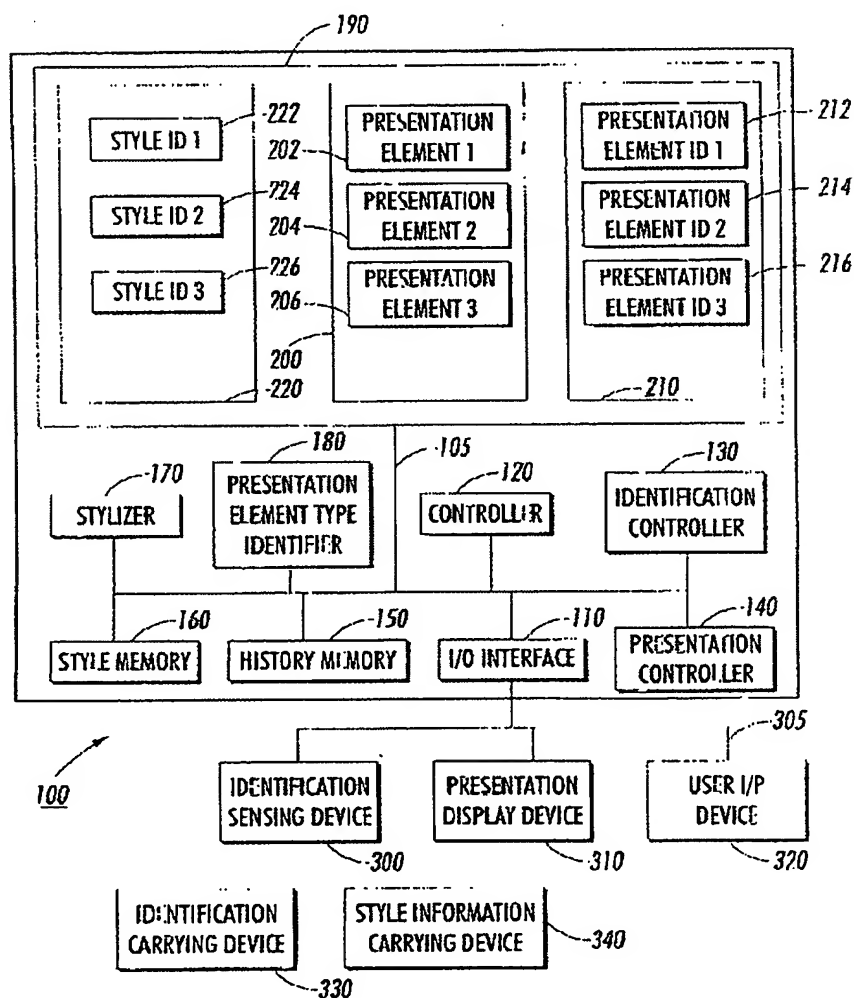 190
222
STYLE ID 1
224
STYLE ID 2
226
STYLE ID 3
220
PRESENTATION
ELEMENT 1
202
PRESENTATION
ELEMENT 2
204
PRESENTATION
ELEMENT 3
206
200
PRESENTATION
ELEMENT ID 1
212
PRESENTATION
ELEMENT ID 2
214
PRESENTATION
ELEMENT ID 3
216
210
170
STYLIZER
180
PRESENTATION
ELEMENT TYPE
IDENTIFIER
105
120
CONTROLLER
130
IDENTIFICATION
CONTROLLER
160
STYLE MEMORY
150
HISTORY MEMORY
110
I/O INTERFACE
140
PRESENTATION
CONTROLLER
100
IDENTIFICATION
SENSING DEVICE
300
PRESENTATION
DISPLAY DEVICE
310
305
USER I/P
DEVICE
320
IDENTIFICATION
CARRYING DEVICE
330
STYLE INFORMATION
CARRYING DEVICE
340